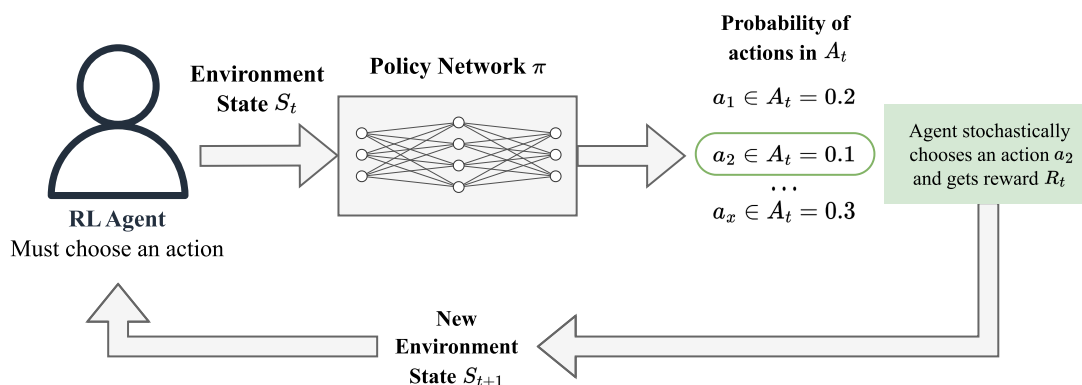 RL Agent
Must choose an action
Environment
State S_t
Policy Network π
Probability of
actions in A_t
a_1 ∈ A_t = 0.2
a_2 ∈ A_t = 0.1
...
a_x ∈ A_t = 0.3
Agent stochastically
chooses an action a_2
and gets reward R_t
New
Environment
State S_{t+1}